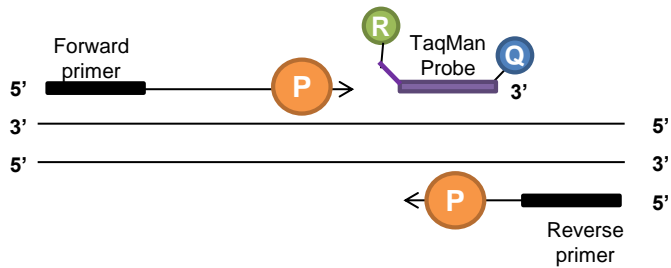 Forward
primer
R
TaqMan
Probe
Q
5’
P
3’
3’
5’
5’
3’
P
5’
Reverse
primer